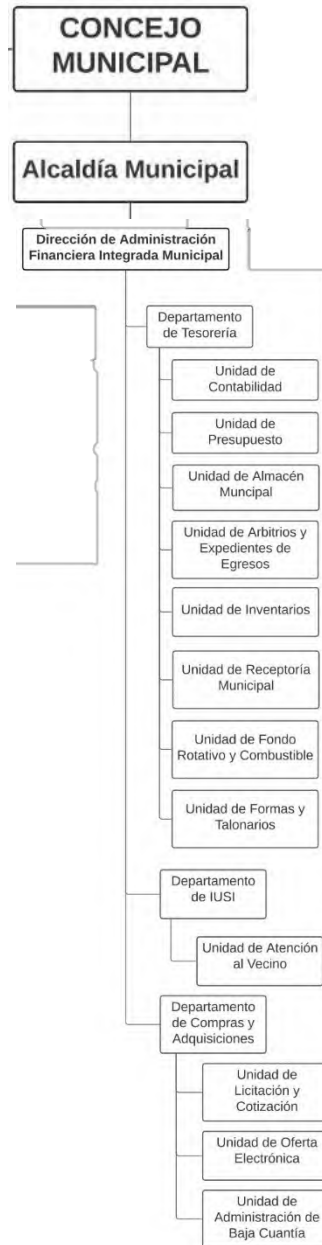 CONCEJO
MUNICIPAL
Alcaldía Municipal
Dirección de Administración
Financiera Integrada Municipal
Departamento
de Tesorería
Unidad de
Contabilidad
Unidad de
Presupuesto
Unidad de Almacén
Muncipal
Unidad de Arbitrios y
Expedientes de
Egresos
Unidad de Inventarios
Unidad de Receptoría
Municipal
Unidad de Fondo
Rotativo y Combustible
Unidad de Formas y
Talonarios
Departamento
de IUSI
Unidad de Atención
al Vecino
Departamento
de Compras y
Adquisiciones
Unidad de
Licitación y
Cotización
Unidad de Oferta
Electrónica
Unidad de
Administración de
Baja Cuantía